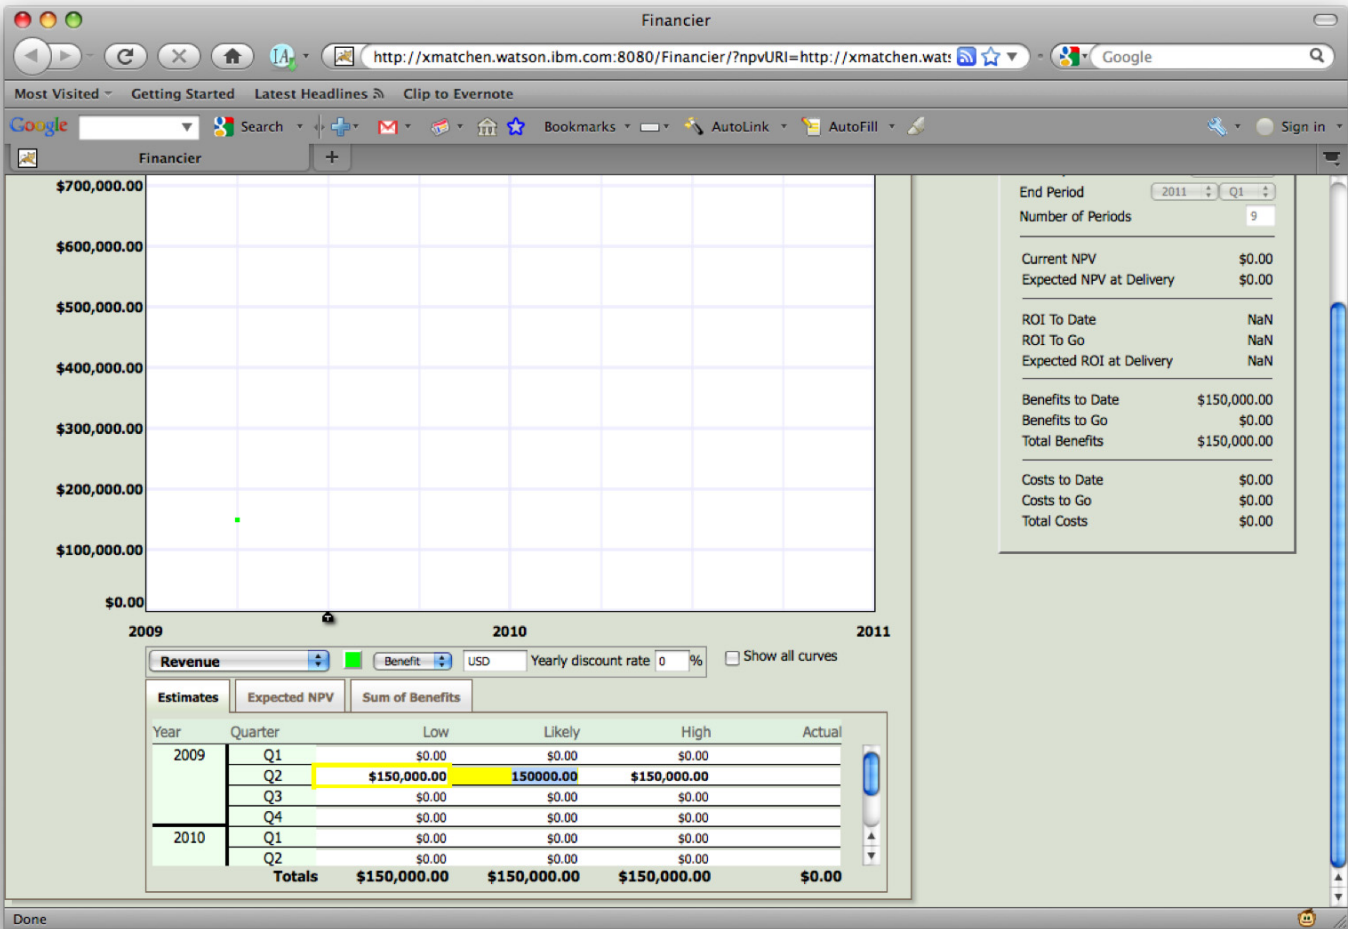 Financier
http://xmatchen.watson.ibm.com:8080/Financier/?npvURI=http://xmatchen.wats
Google
Most Visited Getting Started Latest Headlines Clip to Evernote
Google Search Bookmarks AutoLink AutoFill Sign in
Financier +
$700,000.00
$600,000.00
$500,000.00
$400,000.00
$300,000.00
$200,000.00
$100,000.00
$0.00
2009 2010 2011
End Period 2011 Q1
Number of Periods 9
Current NPV $0.00
Expected NPV at Delivery $0.00
ROI To Date NaN
ROI To Go NaN
Expected ROI at Delivery NaN
Benefits to Date $150,000.00
Benefits to Go $0.00
Total Benefits $150,000.00
Costs to Date $0.00
Costs to Go $0.00
Total Costs $0.00
Revenue Benefit USD Yearly discount rate 0 % Show all curves
Estimates Expected NPV Sum of Benefits
Year Quarter Low Likely High Actual
2009 Q1 $0.00 $0.00 $0.00
Q2 $150,000.00 150000.00 $150,000.00
Q3 $0.00 $0.00 $0.00
Q4 $0.00 $0.00 $0.00
2010 Q1 $0.00 $0.00 $0.00
Q2 $0.00 $0.00 $0.00
Totals $150,000.00 $150,000.00 $150,000.00 $0.00
Done